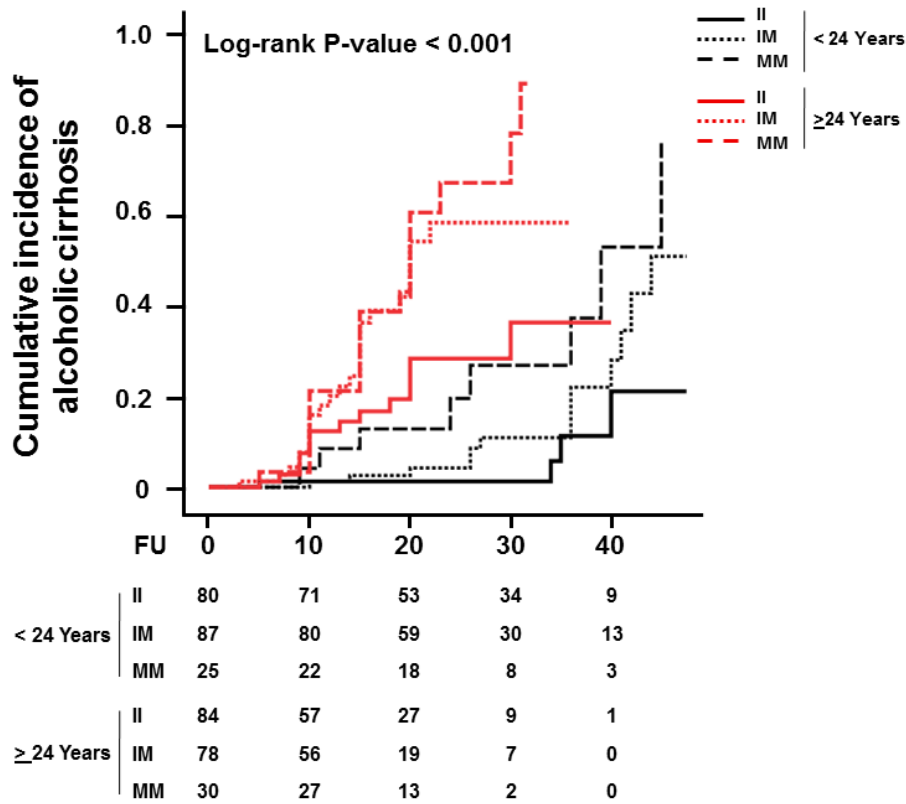 1.0
0.8
0.6
0.4
0.2
0
Cumulative incidence of
alcoholic cirrhosis
Log-rank P-value < 0.001
II
IM
MM
< 24 Years
II
IM
MM
≥24 Years
FU 0 10 20 30 40
< 24 Years
II 80 71 53 34 9
IM 87 80 59 30 13
MM 25 22 18 8 3
≥ 24 Years
II 84 57 27 9 1
IM 78 56 19 7 0
MM 30 27 13 2 0